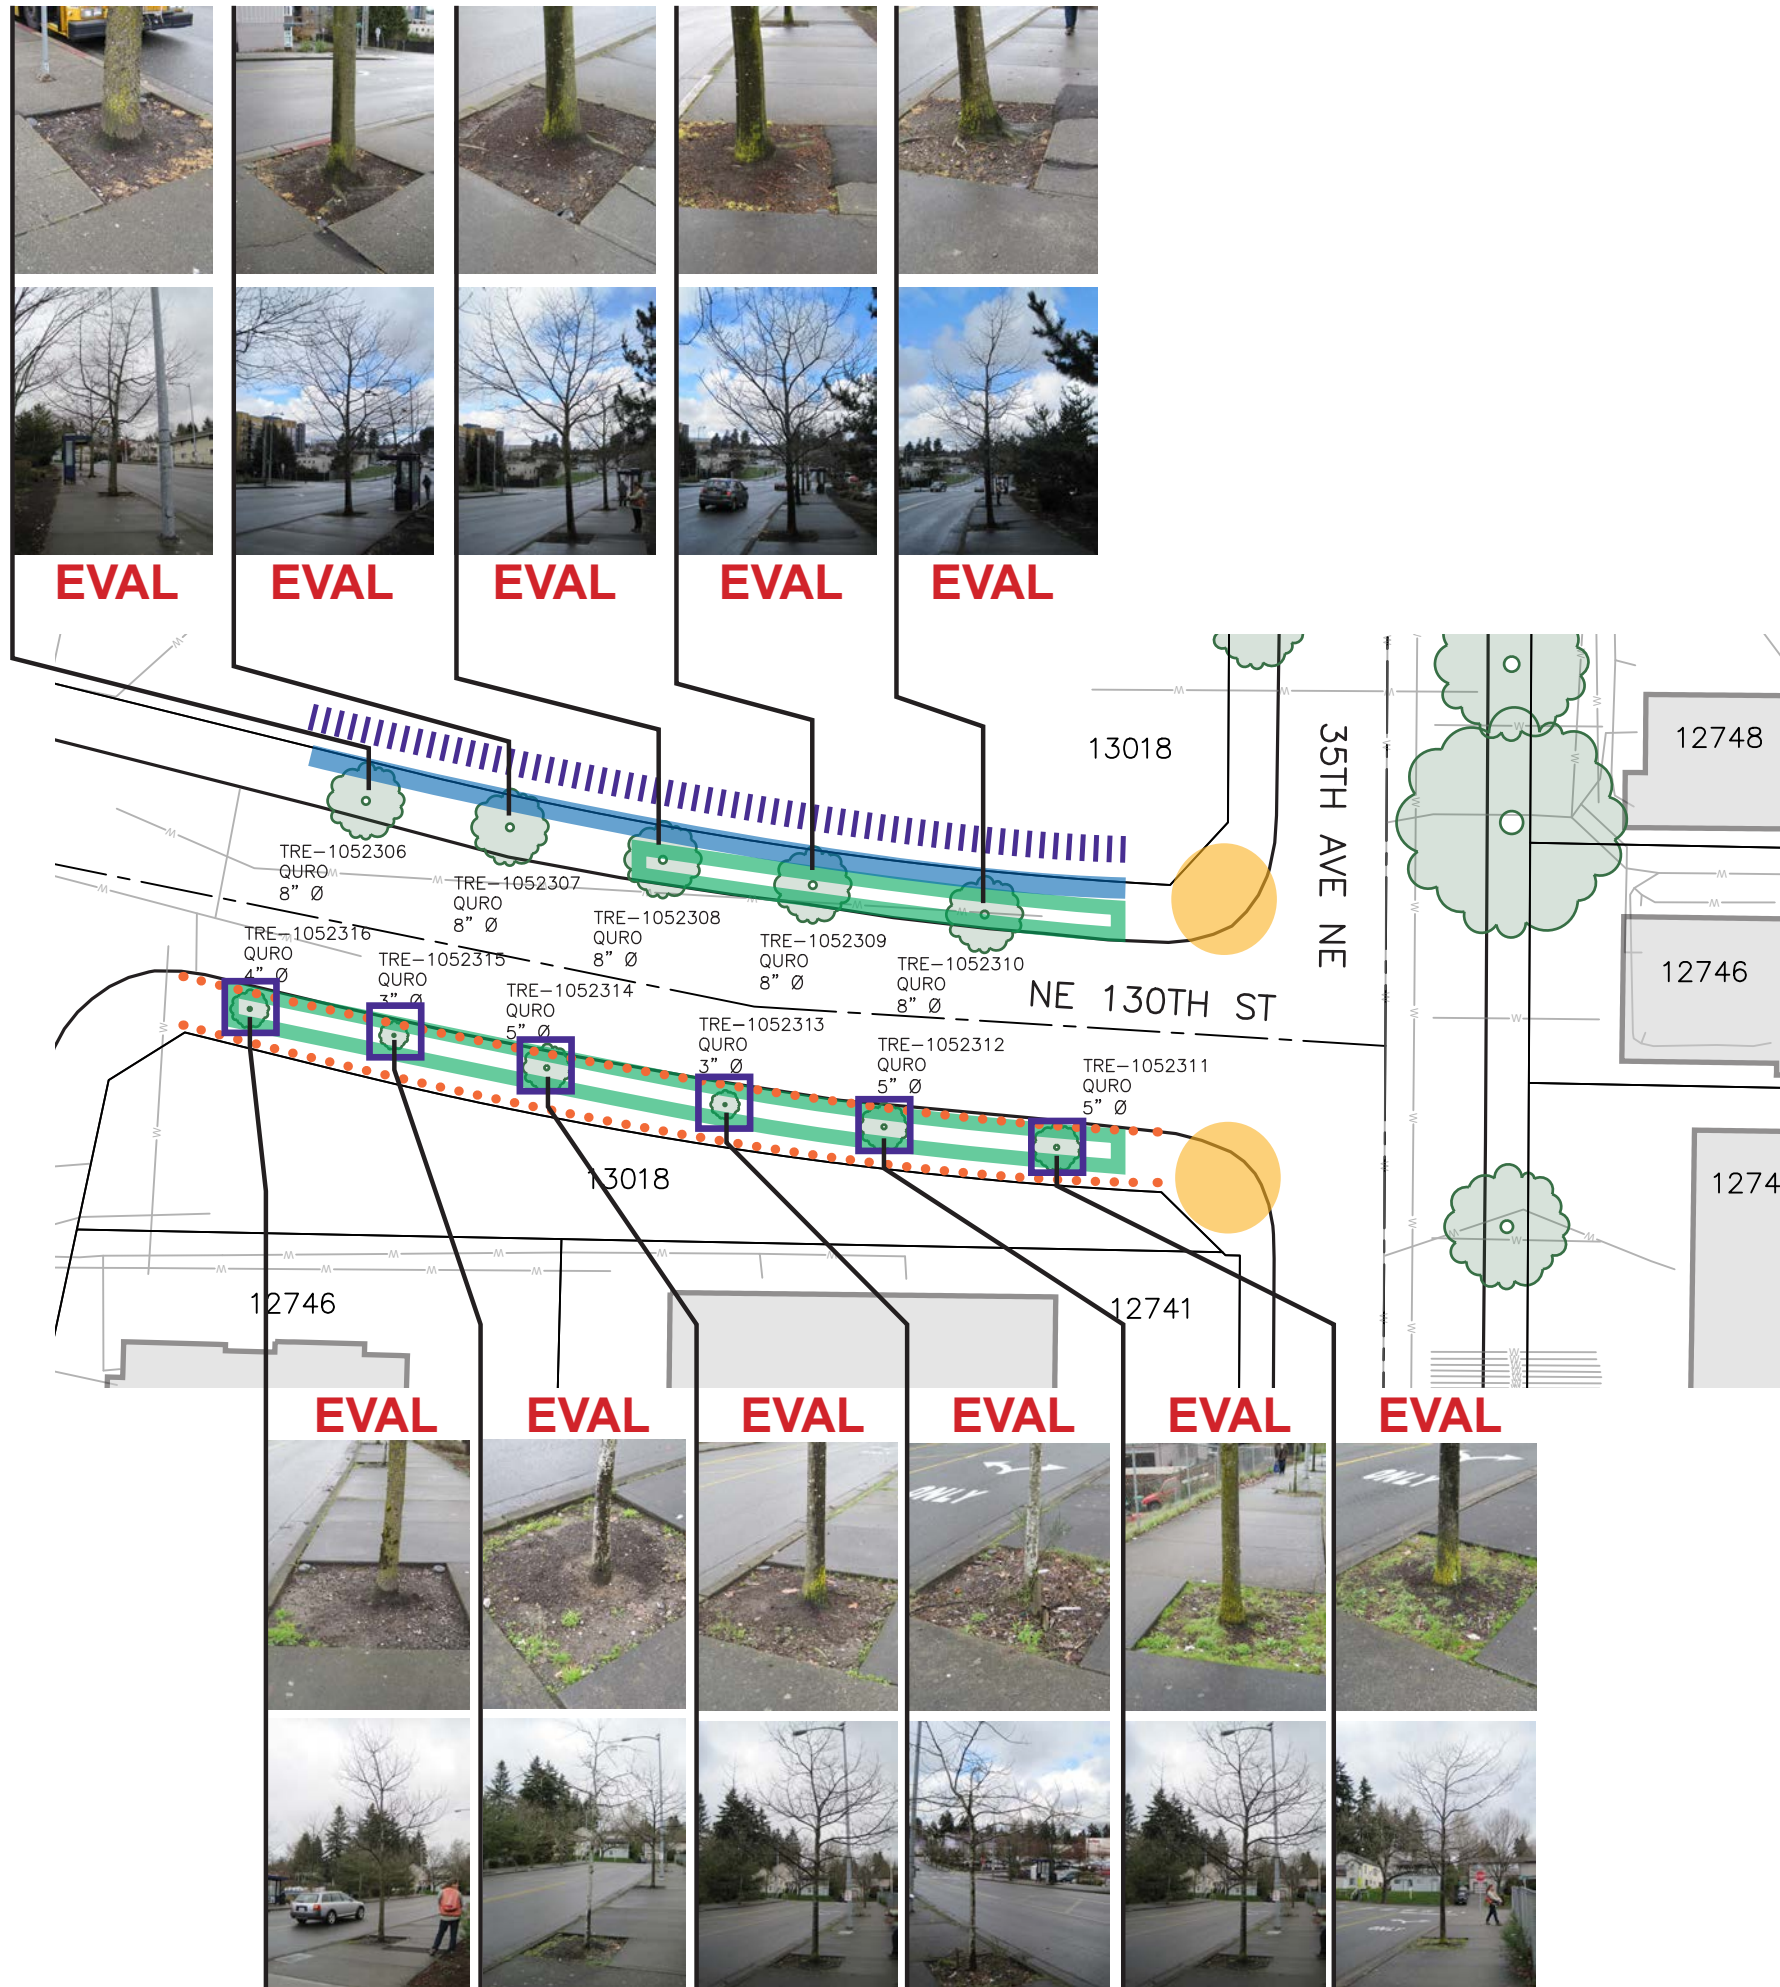 EVAL EVAL EVAL EVAL EVAL
13018
35TH AVE NE
12748
TRE-1052306
QURO
8" Ø
TRE-1052307
QURO
8" Ø
TRE-1052308
QURO
8" Ø
TRE-1052309
QURO
8" Ø
TRE-1052310
QURO
8" Ø
12746
NE 130TH ST
TRE-1052316
QURO
4" Ø
TRE-1052315
QURO
3" Ø
TRE-1052314
QURO
5" Ø
TRE-1052313
QURO
3" Ø
TRE-1052312
QURO
5" Ø
TRE-1052311
QURO
5" Ø
13018
1274
12746
12741
EVAL EVAL EVAL EVAL EVAL EVAL
ONLY
ONLY
ONLY